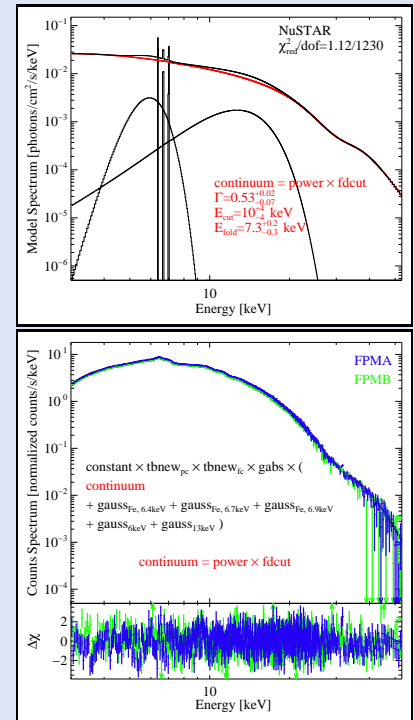 NuSTAR
χ²red/dof=1.12/1230
Model Spectrum [photons/cm²/s/keV]
10⁻¹
10⁻²
10⁻³
10⁻⁴
10⁻⁵
10⁻⁶
continuum = power × fdcut
Γ=0.53 +0.02 −0.07
Ecut=10 +4 −4 keV
Efold=7.3 +0.2 −0.3 keV
10
Energy [keV]
Counts Spectrum [normalized counts/s/keV]
10¹
10⁰
10⁻¹
10⁻²
10⁻³
10⁻⁴
FPMA
FPMB
constant × tbnewpc × tbnewfc × gabs × (
continuum
+ gaussFe, 6.4keV + gaussFe, 6.7keV + gaussFe, 6.9keV
+ gauss6keV + gauss13keV )
continuum = power × fdcut
Δχ
2
0
−2
10
Energy [keV]